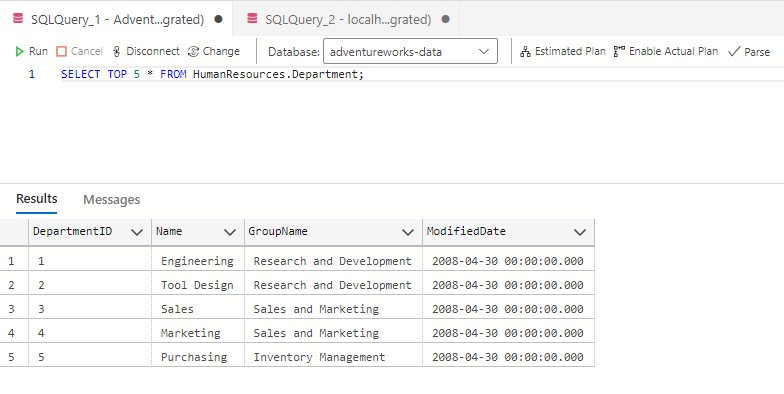 SQLQuery_1 - Advent...grated) SQLQuery_2 - localh...grated)
Run Cancel Disconnect Change Database: adventureworks-data Estimated Plan Enable Actual Plan Parse
1 SELECT TOP 5 * FROM HumanResources.Department;
Results Messages
DepartmentID Name GroupName ModifiedDate
1 1 Engineering Research and Development 2008-04-30 00:00:00.000
2 2 Tool Design Research and Development 2008-04-30 00:00:00.000
3 3 Sales Sales and Marketing 2008-04-30 00:00:00.000
4 4 Marketing Sales and Marketing 2008-04-30 00:00:00.000
5 5 Purchasing Inventory Management 2008-04-30 00:00:00.000